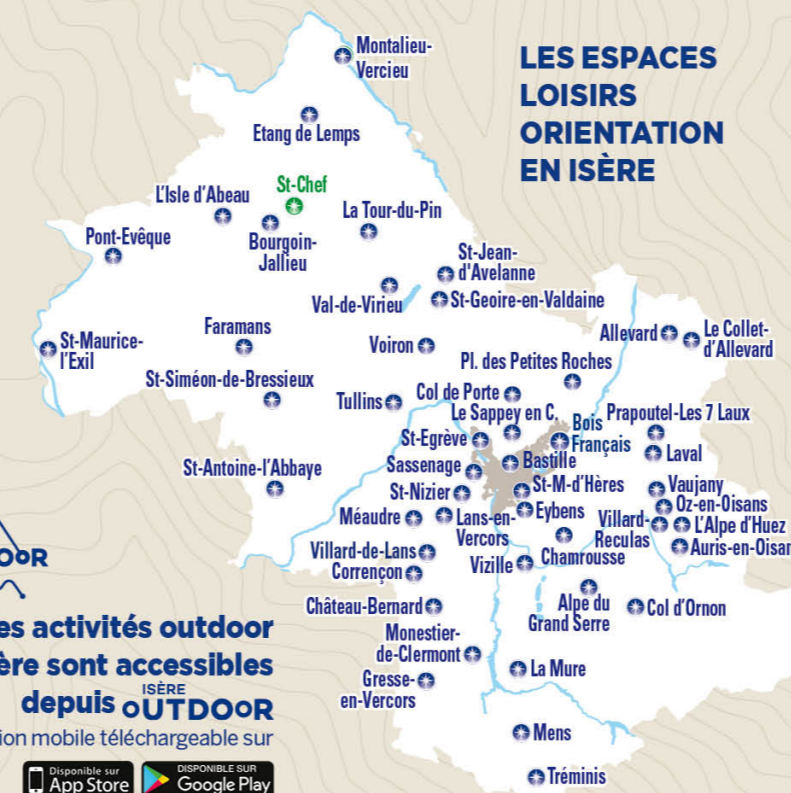 LES ESPACES
LOISIRS
ORIENTATION
EN ISÈRE
Montalieu-
Vercieu
Etang de Lemps
St-Chef
L'Isle d'Abeau
La Tour-du-Pin
Bourgoin-
Jallieu
Pont-Evêque
St-Jean-
d'Avelanne
Val-de-Virieu
St-Geoire-en-Valdaine
St-Maurice-
l'Exil
Faramans
Voiron
Allevard
Le Collet-
d'Allevard
Pl. des Petites Roches
St-Siméon-de-Bressieux
Tullins
Col de Porte
Le Sappey en C.
Bois
Français
Prapoutel-Les 7 Laux
St-Egrève
Laval
St-Antoine-l'Abbaye
Sassenage
Bastille
St-Nizier
St-M-d'Hères
Vaujany
Oz-en-Oisans
Méaudre
Lans-en-
Vercors
Eybens
Villard-
Reculas
L'Alpe d'Huez
Auris-en-Oisan
Villard-de-Lans
Corrençon
Vizille
Chamrousse
Château-Bernard
Alpe du
Grand Serre
Col d'Ornon
Monestier-
de-Clermont
La Mure
Gresse-
en-Vercors
Mens
Tréminis
OoR
es activités outdoor
ère sont accessibles
depuis ISÈRE oUTDOoR
ion mobile téléchargeable sur
Disponible sur
App Store
DISPONIBLE SUR
Google Play